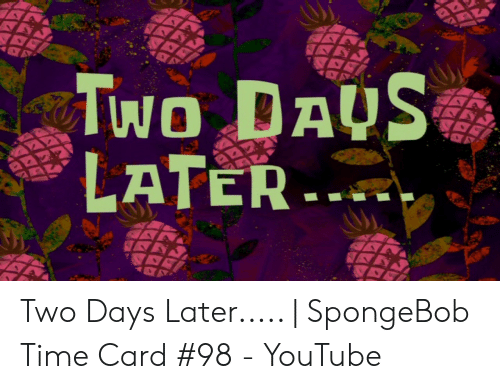 Two DAYS
LATER.....
Two Days Later..... | SpongeBob
Time Card #98 - YouTube